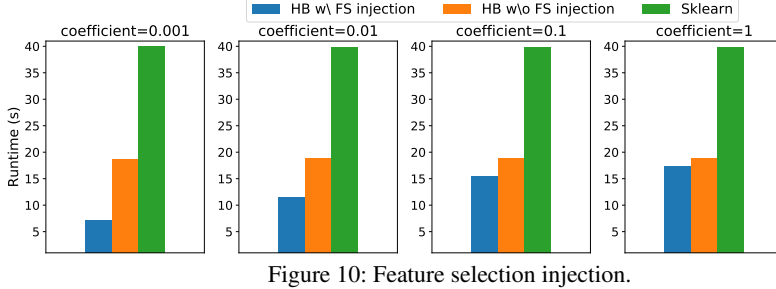 HB w\ FS injection HB w\o FS injection Sklearn
coefficient=0.001 coefficient=0.01 coefficient=0.1 coefficient=1
40 40 40 40
35 35 35 35
30 30 30 30
25 25 25 25
20 20 20 20
15 15 15 15
10 10 10 10
5 5 5 5
Runtime (s)
Figure 10: Feature selection injection.